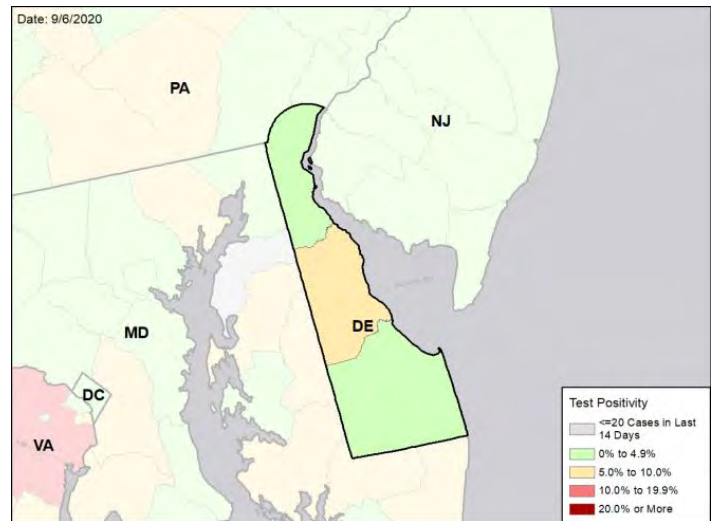 Date: 9/6/2020
PA
NJ
DE
MD
DC
VA
Test Positivity
<=20 Cases in Last
14 Days
0% to 4.9%
5.0% to 10.0%
10.0% to 19.9%
20.0% or More